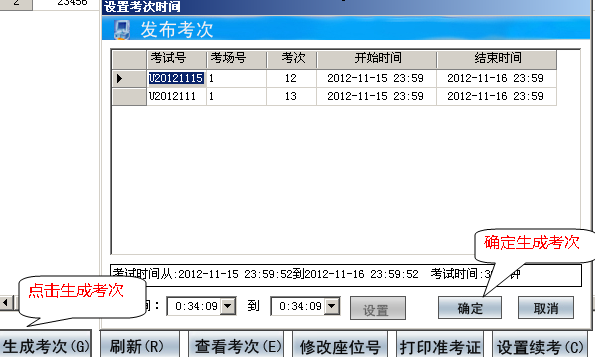 2 23456
设置考次时间
发布考次
考试号 考场号 考次 开始时间 结束时间
U20121115 1 12 2012-11-15 23:59 2012-11-16 23:59
U2012111 1 13 2012-11-15 23:59 2012-11-16 23:59
确定生成考次
考试时间从:2012-11-15 23:59:52到2012-11-16 23:59:52 考试时间:3 钟
点击生成考次
间: 0:34:09 到 0:34:09 设置 确定 取消
生成考次(G) 刷新(R) 查看考次(E) 修改座位号 打印准考证 设置续考(C)